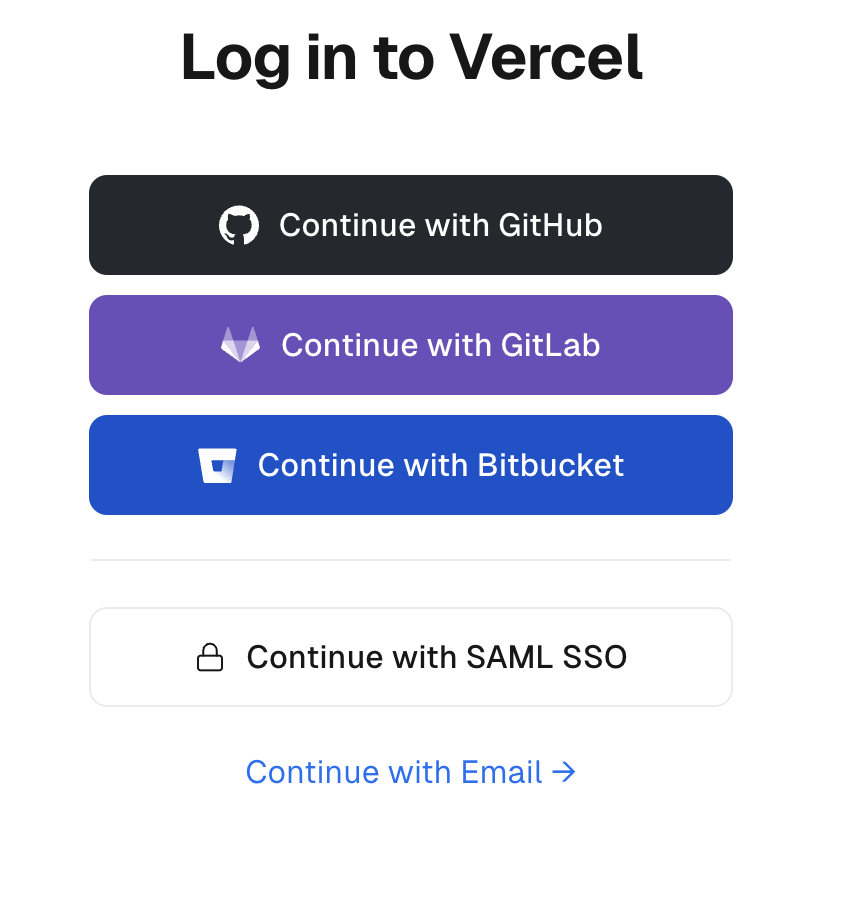 Log in to Vercel
Continue with GitHub
Continue with GitLab
Continue with Bitbucket
Continue with SAML SSO
Continue with Email →